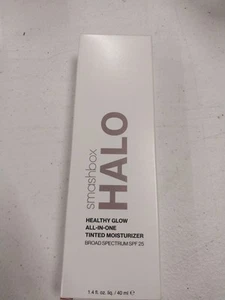 smashbox
HALO
HEALTHY GLOW
ALL-IN-ONE
TINTED MOISTURIZER
BROAD SPECTRUM SPF 25
1.4 fl. oz. liq. / 40 ml ℮